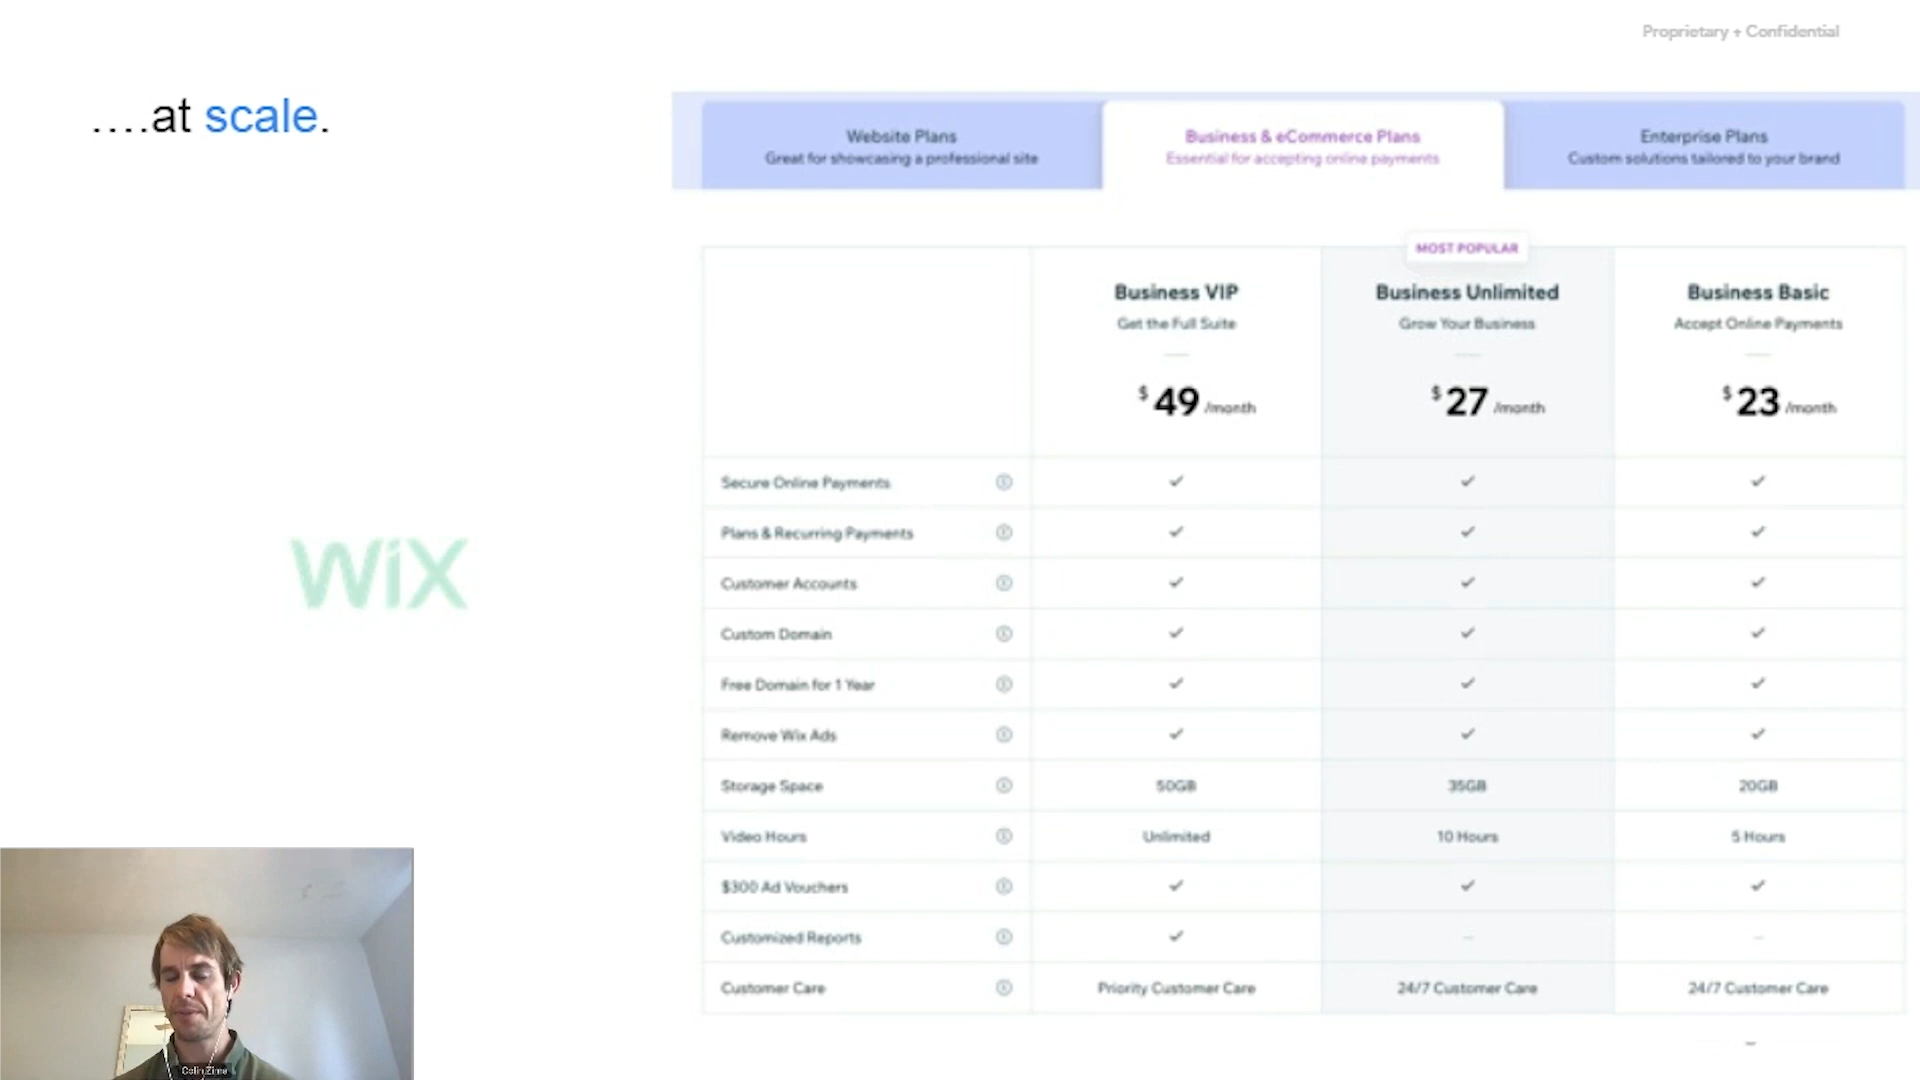 Proprietary + Confidential
....at scale.
Website Plans
Great for showcasing a professional site
Business & eCommerce Plans
Essential for accepting online payments
Enterprise Plans
Custom solutions tailored to your brand
MOST POPULAR
Business VIP
Get the Full Suite
$ 49 /month
Business Unlimited
Grow Your Business
$ 27 /month
Business Basic
Accept Online Payments
$ 23 /month
Secure Online Payments
Plans & Recurring Payments
Customer Accounts
Custom Domain
Free Domain for 1 Year
Remove Wix Ads
Storage Space 50GB 35GB 20GB
Video Hours Unlimited 10 Hours 5 Hours
$300 Ad Vouchers
Customized Reports
Customer Care Priority Customer Care 24/7 Customer Care 24/7 Customer Care
WiX
Colin Zima